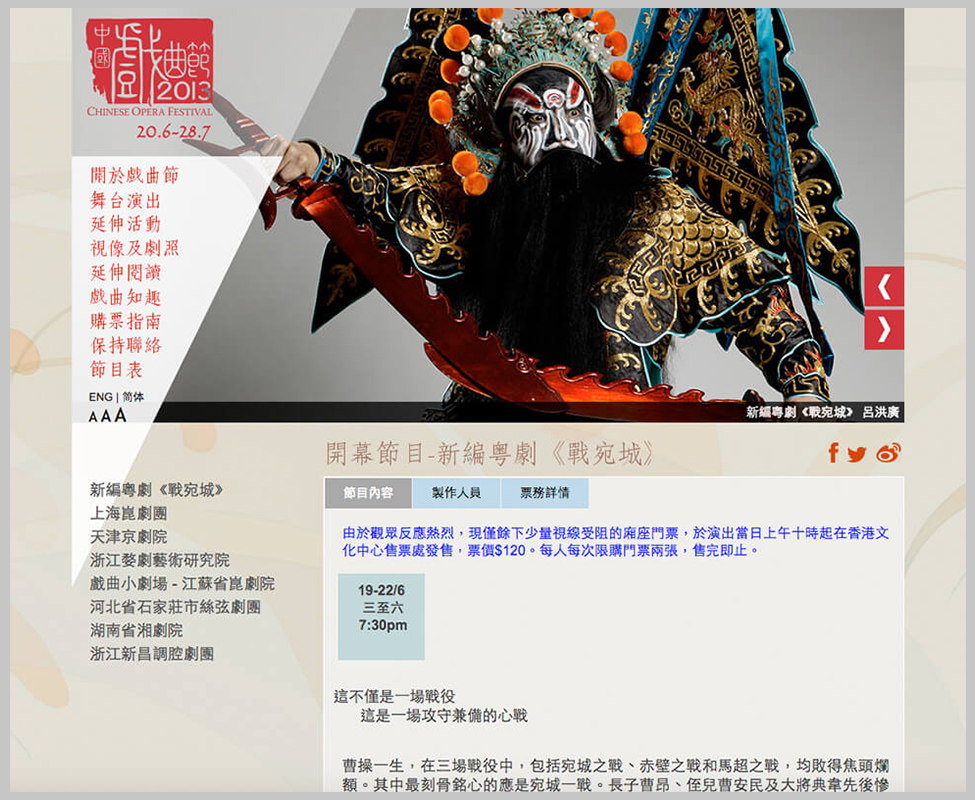 中國
戲曲節
2013
CHINESE OPERA FESTIVAL
20.6-28.7
開於戲曲節
舞台演出
延伸活動
視像及劇照
延伸閱讀
戲曲知趣
購票指南
保持聯絡
節目表
ENG | 简体
A A A
新編粵劇《戰宛城》 呂洪廣
開幕節目-新編粵劇《戰宛城》
新編粵劇《戰宛城》
上海崑劇團
天津京劇院
浙江婺劇藝術研究院
戲曲小劇場 - 江蘇省崑劇院
河北省石家莊市絲弦劇團
湖南省湘劇院
浙江新昌調腔劇團
節目內容 製作人員 票務詳情
由於觀眾反應熱烈，現僅餘下少量視線受阻的廂座門票，於演出當日上午十時起在香港文
化中心售票處發售，票價$120。每人每次限購門票兩張，售完即止。
19-22/6
三至六
7:30pm
這不僅是一場戰役
這是一場攻守兼備的心戰
曹操一生，在三場戰役中，包括宛城之戰、赤壁之戰和馬超之戰，均敗得焦頭爛
額。其中最刻骨銘心的應是宛城一戰。長子曹昂、侄兒曹安民及大將典韋先後慘